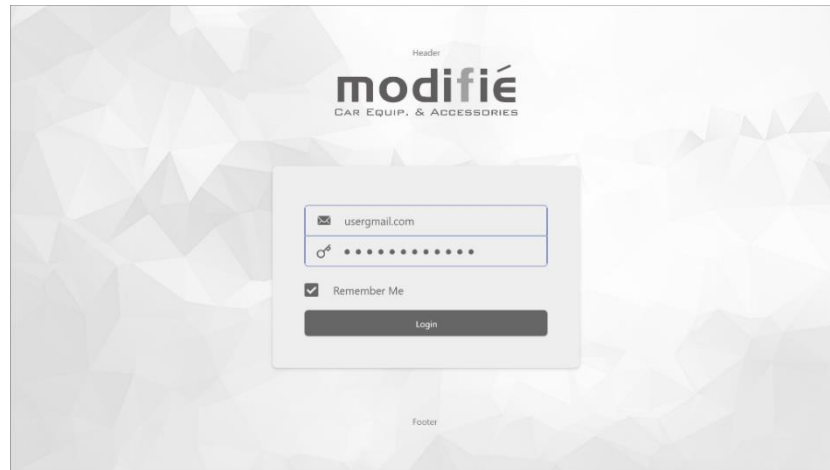 Header
modifié
CAR EQUIP. & ACCESSORIES
usergmail.com
Remember Me
Login
Footer